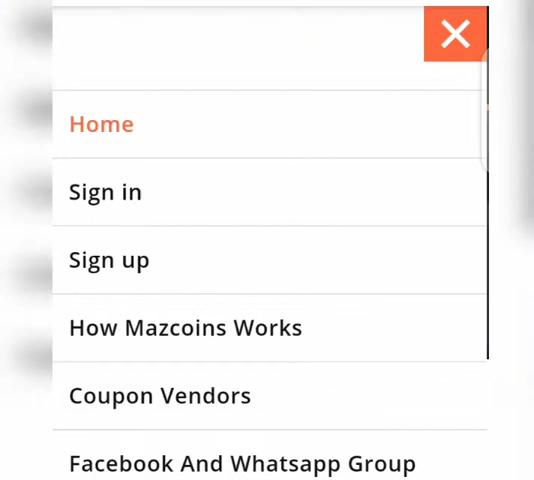 Home
Sign in
Sign up
How Mazcoins Works
Coupon Vendors
Facebook And Whatsapp Group